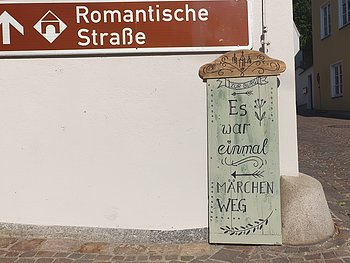 Romantische
Straße
Es
war
einmal
MÄRCHEN
WEG